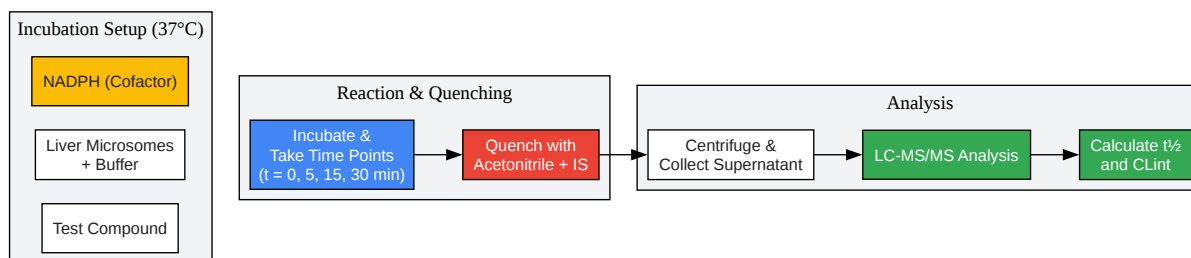 Incubation Setup (37°C)
NADPH (Cofactor)
Liver Microsomes
+ Buffer
Test Compound
Reaction & Quenching
Incubate &
Take Time Points
(t = 0, 5, 15, 30 min)
Quench with
Acetonitrile + IS
Analysis
Centrifuge &
Collect Supernatant
LC-MS/MS Analysis
Calculate t½
and CLint